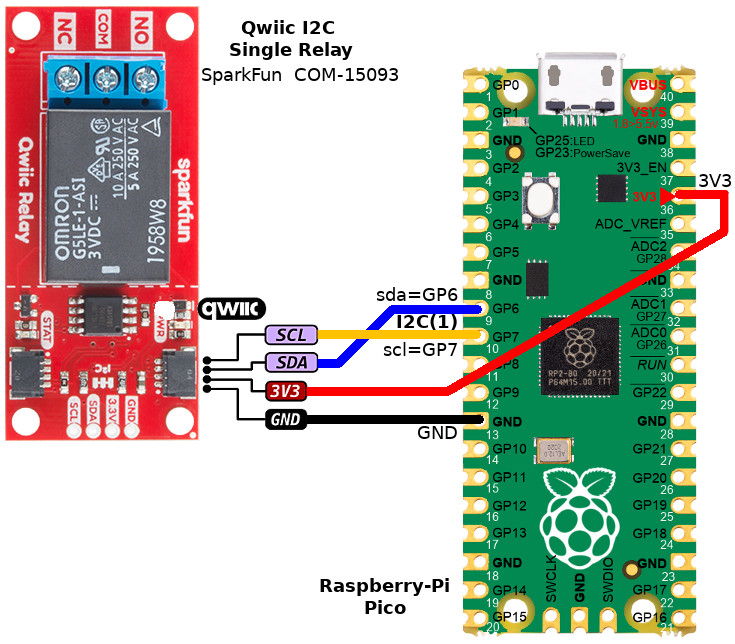 Qwiic I2C
Single Relay
SparkFun COM-15093
NC
COM
NO
Qwiic Relay
sparkfun
OMRON
G5LE-1-ASI
3 VDC
10 A 250 V AC
5 A 250 V AC
1958W8
STAT
PWR
qwiic
I²C
SCL
SDA
3.3V
GND
SCL
SDA
3V3
GND
sda=GP6
I2C(1)
scl=GP7
GND
3V3
Raspberry-Pi
Pico
GP0
1
GP1
2
GND
3
GP2
4
GP3
5
GP4
6
GP5
7
GND
8
GP6
9
GP7
10
GP8
11
GP9
12
GND
13
GP10
14
GP11
15
GP12
16
GP13
17
GND
18
GP14
19
GP15
20
GP25:LED
GP23:PowerSave
VBUS
40
VSYS
39
GND
38
3V3_EN
37
3V3
36
ADC_VREF
35
ADC2
GP28
GND
33
ADC1
GP27
32
ADC0
GP26
31
RUN
30
GP22
29
GND
28
GP21
27
GP20
26
GP19
25
GP18
24
GND
23
GP17
22
GP16
21
RP2-80 20/21
P64M15.00 TTT
SWCLK
GND
SWDIO